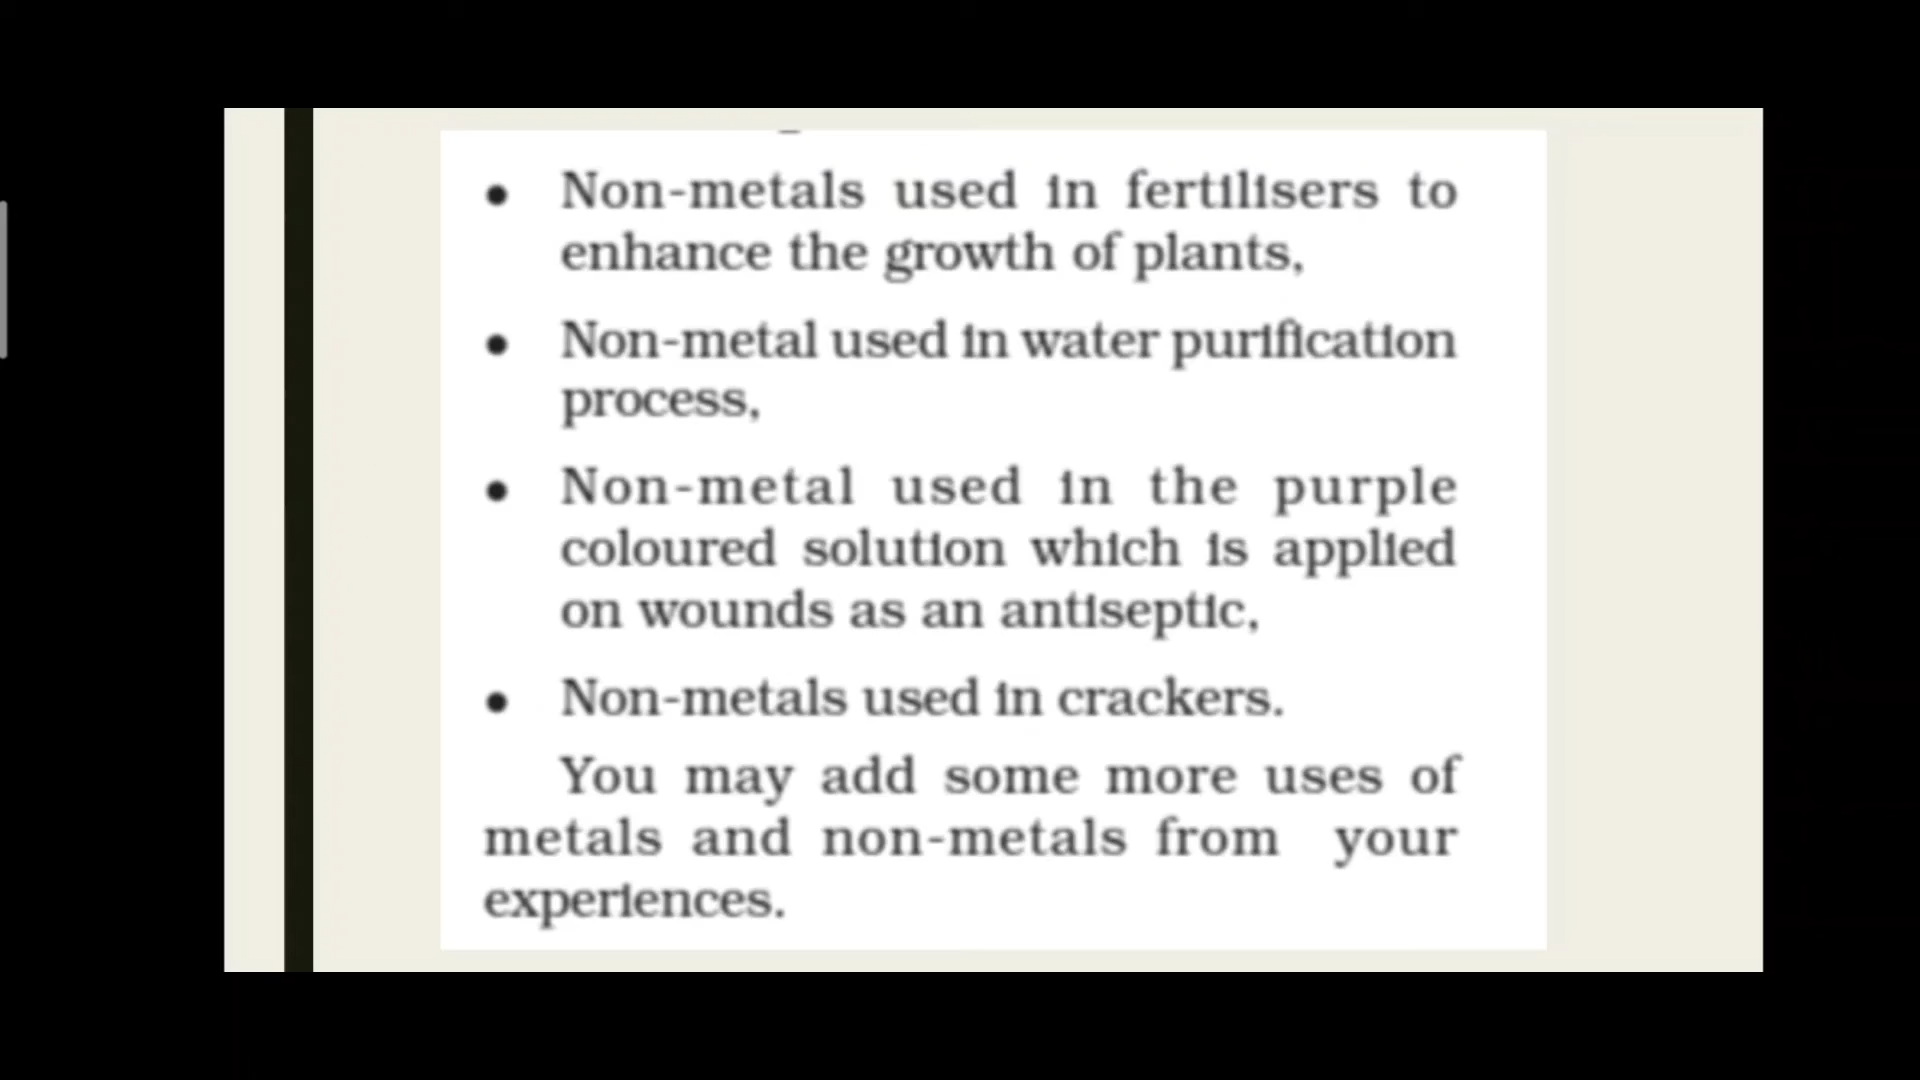 • Non-metals used in fertilisers to
enhance the growth of plants,
• Non-metal used in water purification
process,
• Non-metal used in the purple
coloured solution which is applied
on wounds as an antiseptic,
• Non-metals used in crackers.
You may add some more uses of
metals and non-metals from your
experiences.